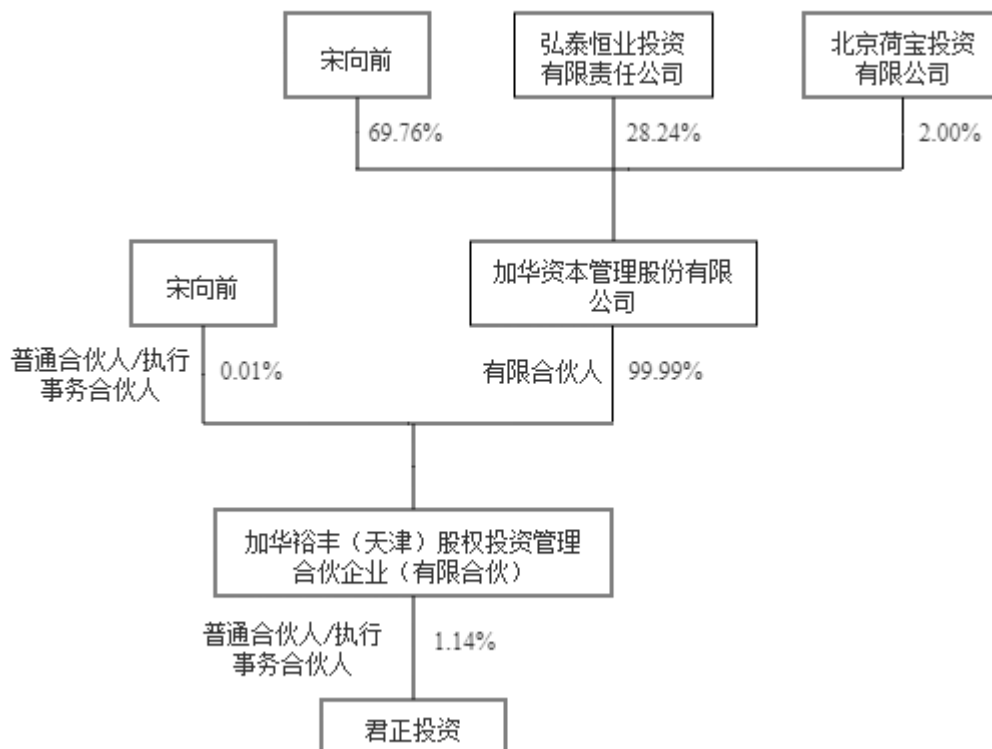 宋向前
弘泰恒业投资
有限责任公司
北京荷宝投资
有限公司
69.76%
28.24%
2.00%
宋向前
加华资本管理股份有限
公司
普通合伙人/执行
事务合伙人
0.01%
有限合伙人
99.99%
加华裕丰（天津）股权投资管理
合伙企业（有限合伙）
普通合伙人/执行
事务合伙人
1.14%
君正投资